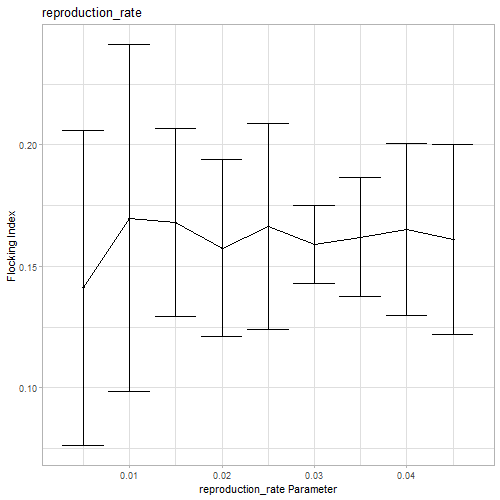 reproduction_rate
0.20
0.15
0.10
Flocking Index
0.01 0.02 0.03 0.04
reproduction_rate Parameter